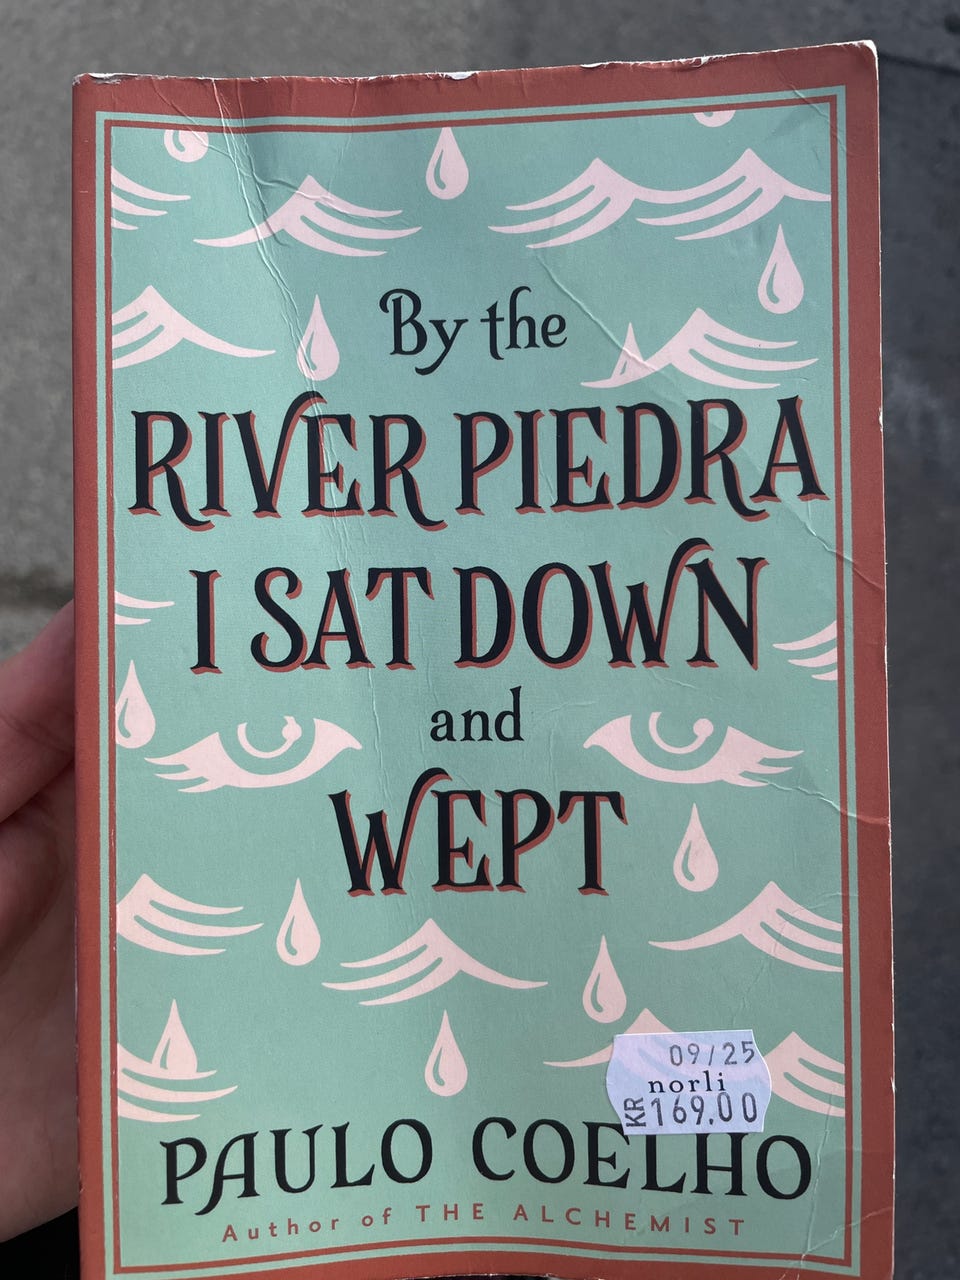 By the
RIVER PIEDRA
I SAT DOWN
and
WEPT
09/25
norli
KR 169.00
PAULO COELHO
Author of THE ALCHEMIST